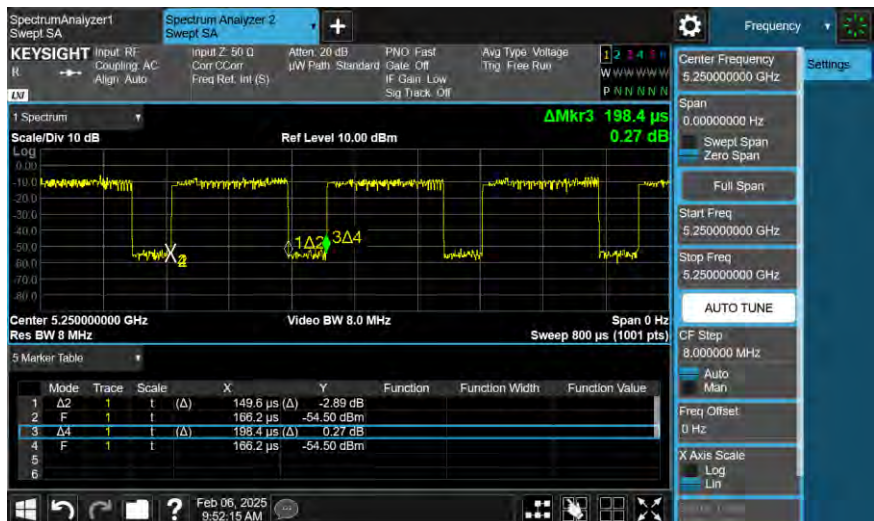 SpectrumAnalyzer1
Swept SA
Spectrum Analyzer 2
Swept SA
+
Frequency
KEYSIGHT
R
LXI
Input: RF
Coupling: AC
Align: Auto
Input Z: 50 Ω
Corr CCorr
Freq Ref: Int (S)
Atten: 20 dB
µW Path: Standard
PNO: Fast
Gate: Off
IF Gain: Low
Sig Track: Off
Avg Type: Voltage
Trig: Free Run
1 2 3 4 5 6
W W W W W W
P N N N N N
1 Spectrum
Scale/Div 10 dB
Ref Level 10.00 dBm
ΔMkr3 198.4 µs
0.27 dB
Log
0.00
-10.0
-20.0
-30.0
-40.0
-50.0
-60.0
-70.0
-80.0
1Δ2
3Δ4
Center 5.250000000 GHz
Res BW 8 MHz
Video BW 8.0 MHz
Span 0 Hz
Sweep 800 µs (1001 pts)
5 Marker Table
Mode Trace Scale X Y Function Function Width Function Value
1 Δ2 1 t (Δ) 149.6 µs (Δ) -2.89 dB
2 F 1 t 166.2 µs -54.50 dBm
3 Δ4 1 t (Δ) 198.4 µs (Δ) 0.27 dB
4 F 1 t 166.2 µs -54.50 dBm
5
6
Center Frequency
5.250000000 GHz
Settings
Span
0.00000000 Hz
Swept Span
Zero Span
Full Span
Start Freq
5.250000000 GHz
Stop Freq
5.250000000 GHz
AUTO TUNE
CF Step
8.000000 MHz
Auto
Man
Freq Offset
0 Hz
X Axis Scale
Log
Lin
?
Feb 06, 2025
9:52:15 AM